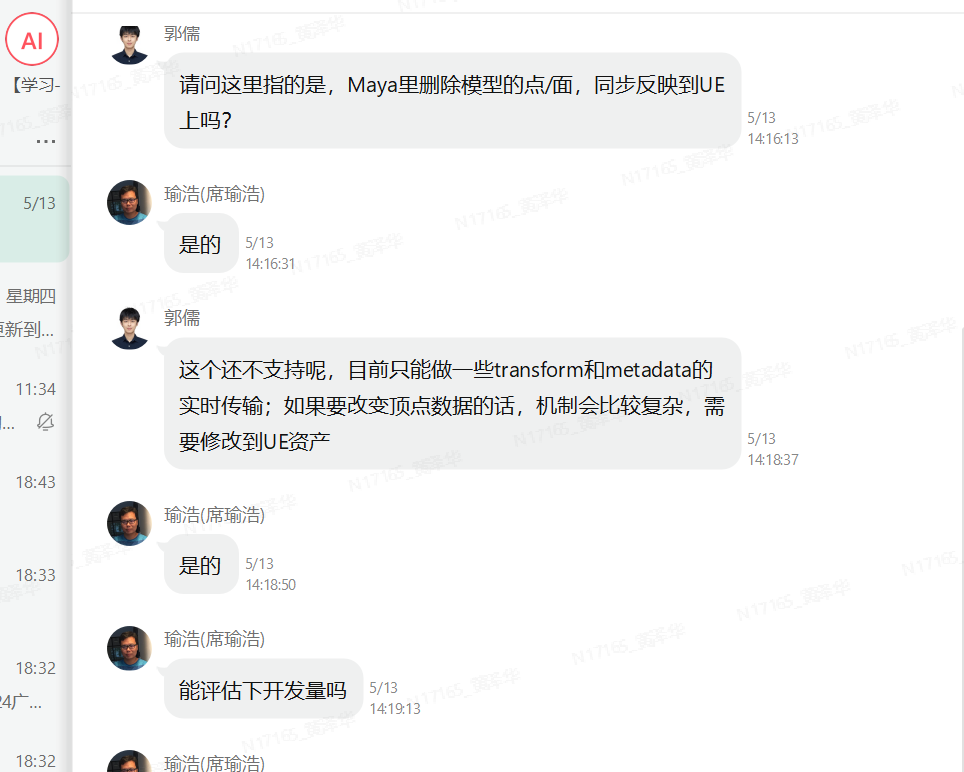 AI
【学习-
...
5/13
星期四
更新到...
11:34
...
18:43
18:33
18:32
24广...
18:32
郭儒
请问这里指的是，Maya里删除模型的点/面，同步反映到UE
上吗？
5/13
14:16:13
瑜浩(席瑜浩)
是的
5/13
14:16:31
郭儒
这个还不支持呢，目前只能做一些transform和metadata的
实时传输；如果要改变顶点数据的话，机制会比较复杂，需
要修改到UE资产
5/13
14:18:37
瑜浩(席瑜浩)
是的
5/13
14:18:50
瑜浩(席瑜浩)
能评估下开发量吗
5/13
14:19:13
瑜浩(席瑜浩)
N17165_黄泽华